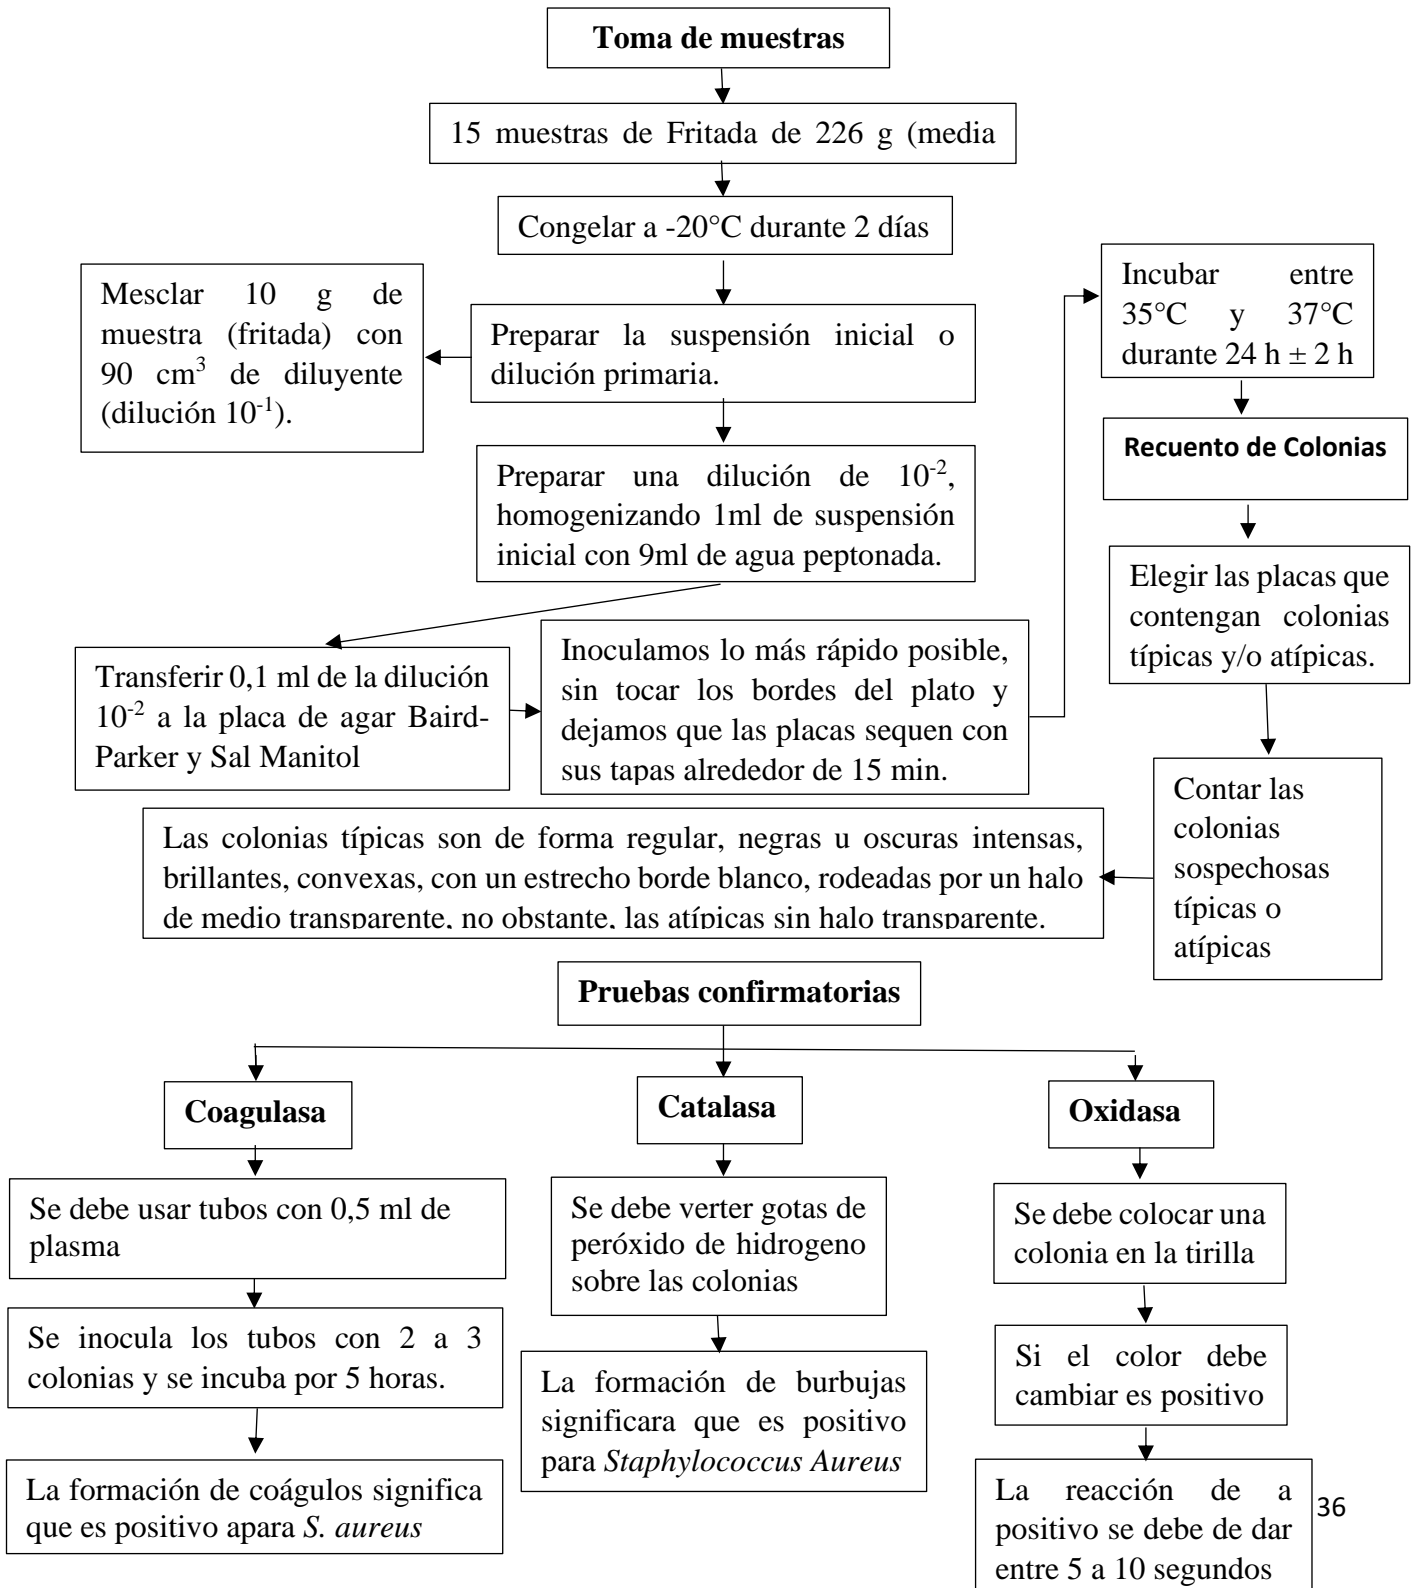 Toma de muestras
15 muestras de Fritada de 226 g (media
Congelar a -20°C durante 2 días
Preparar la suspensión inicial o
dilución primaria.
Mesclar 10 g de
muestra (fritada) con
90 cm³ de diluyente
(dilución 10⁻¹).
Preparar una dilución de 10⁻²,
homogenizando 1ml de suspensión
inicial con 9ml de agua peptonada.
Transferir 0,1 ml de la dilución
10⁻² a la placa de agar Baird-
Parker y Sal Manitol
Inoculamos lo más rápido posible,
sin tocar los bordes del plato y
dejamos que las placas sequen con
sus tapas alrededor de 15 min.
Incubar entre
35°C y 37°C
durante 24 h ± 2 h
Recuento de Colonias
Elegir las placas que
contengan colonias
típicas y/o atípicas.
Contar las
colonias
sospechosas
típicas o
atípicas
Las colonias típicas son de forma regular, negras u oscuras intensas,
brillantes, convexas, con un estrecho borde blanco, rodeadas por un halo
de medio transparente, no obstante, las atípicas sin halo transparente.
Pruebas confirmatorias
Coagulasa
Se debe usar tubos con 0,5 ml de
plasma
Se inocula los tubos con 2 a 3
colonias y se incuba por 5 horas.
La formación de coágulos significa
que es positivo apara S. aureus
Catalasa
Se debe verter gotas de
peróxido de hidrogeno
sobre las colonias
La formación de burbujas
significara que es positivo
para Staphylococcus Aureus
Oxidasa
Se debe colocar una
colonia en la tirilla
Si el color debe
cambiar es positivo
La reacción de a
positivo se debe de dar
entre 5 a 10 segundos
36